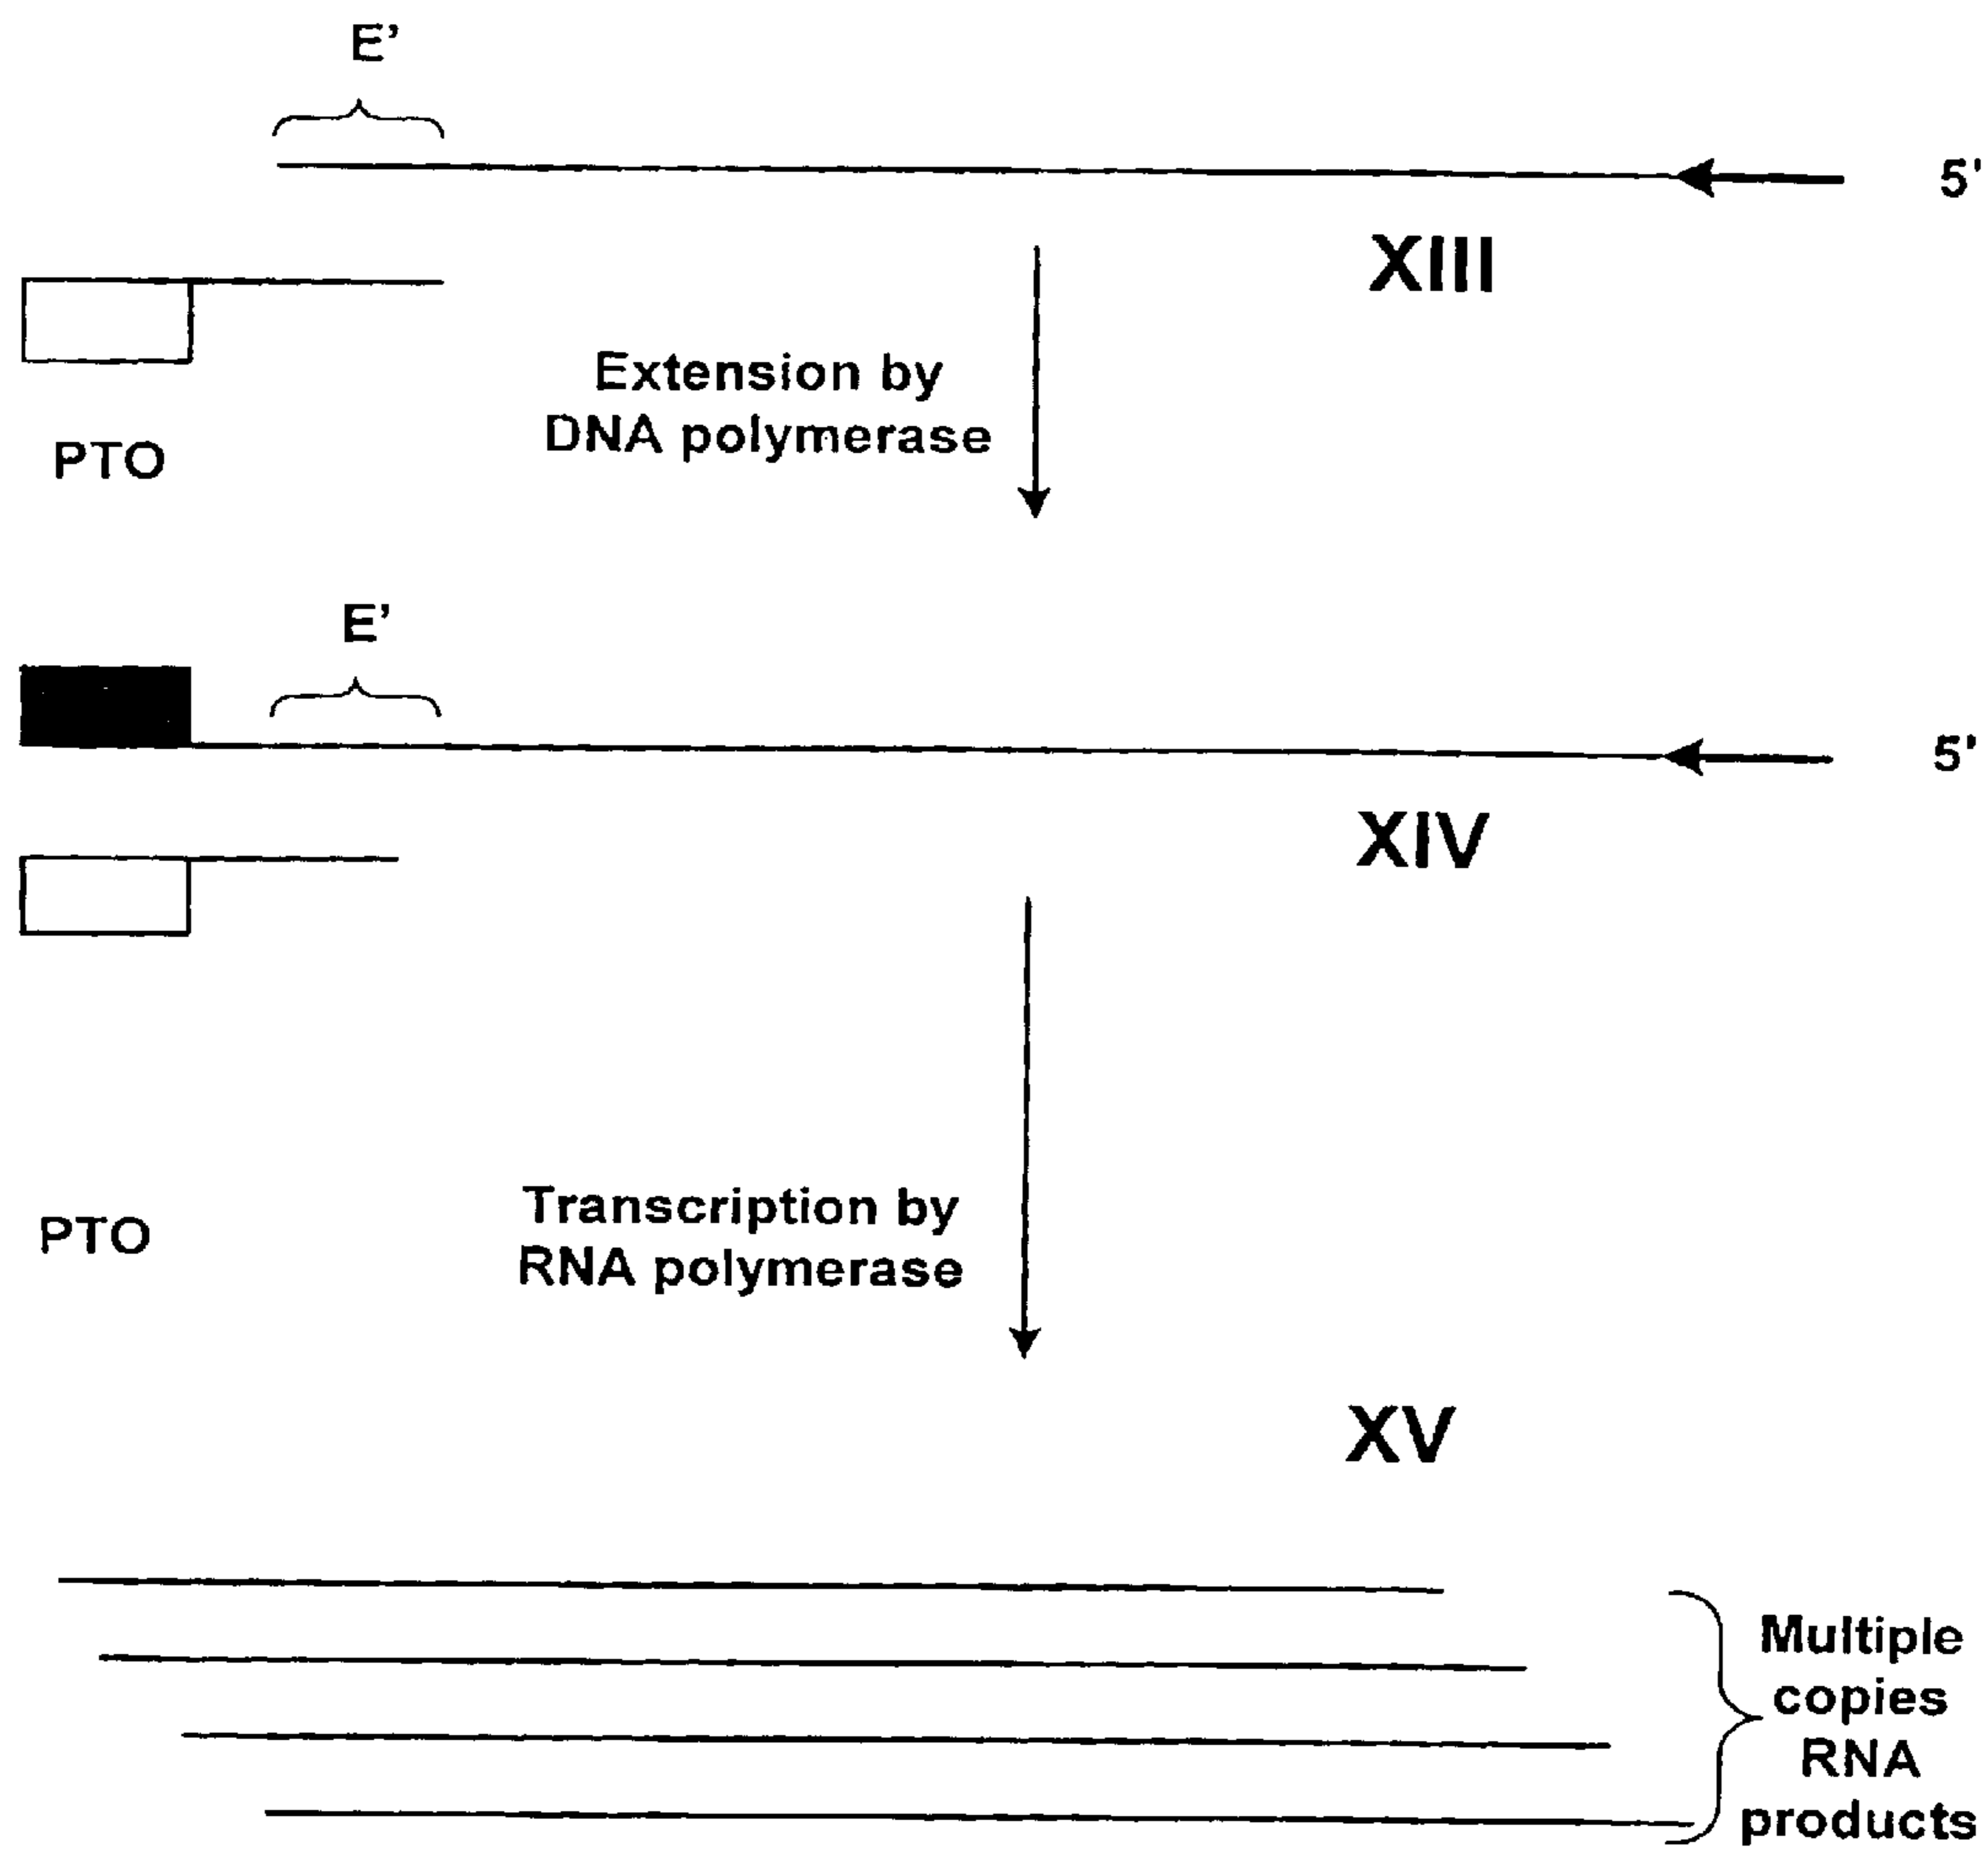 E'
5'
XIII
Extension by
DNA polymerase
PTO
E'
5'
XIV
PTO
Transcription by
RNA polymerase
XV
Multiple
copies
RNA
products